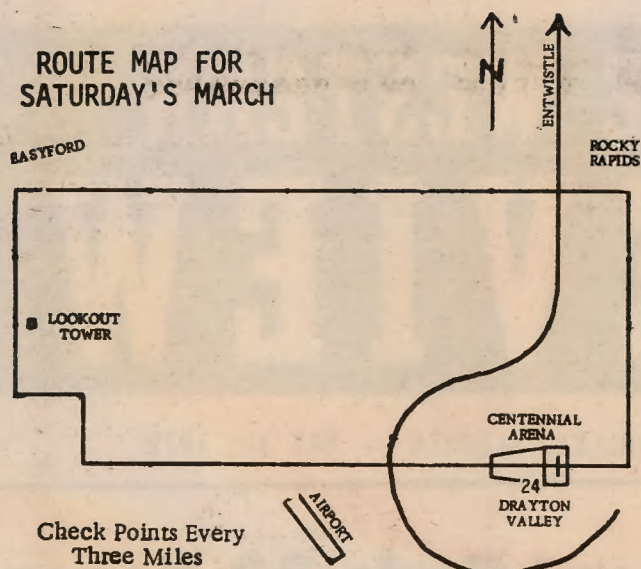 ROUTE MAP FOR
SATURDAY'S MARCH
N
ENTWISTLE
EASYFORD
ROCKY
RAPIDS
LOOKOUT
TOWER
CENTENNIAL
ARENA
24
DRAYTON
VALLEY
AIRPORT
Check Points Every
Three Miles